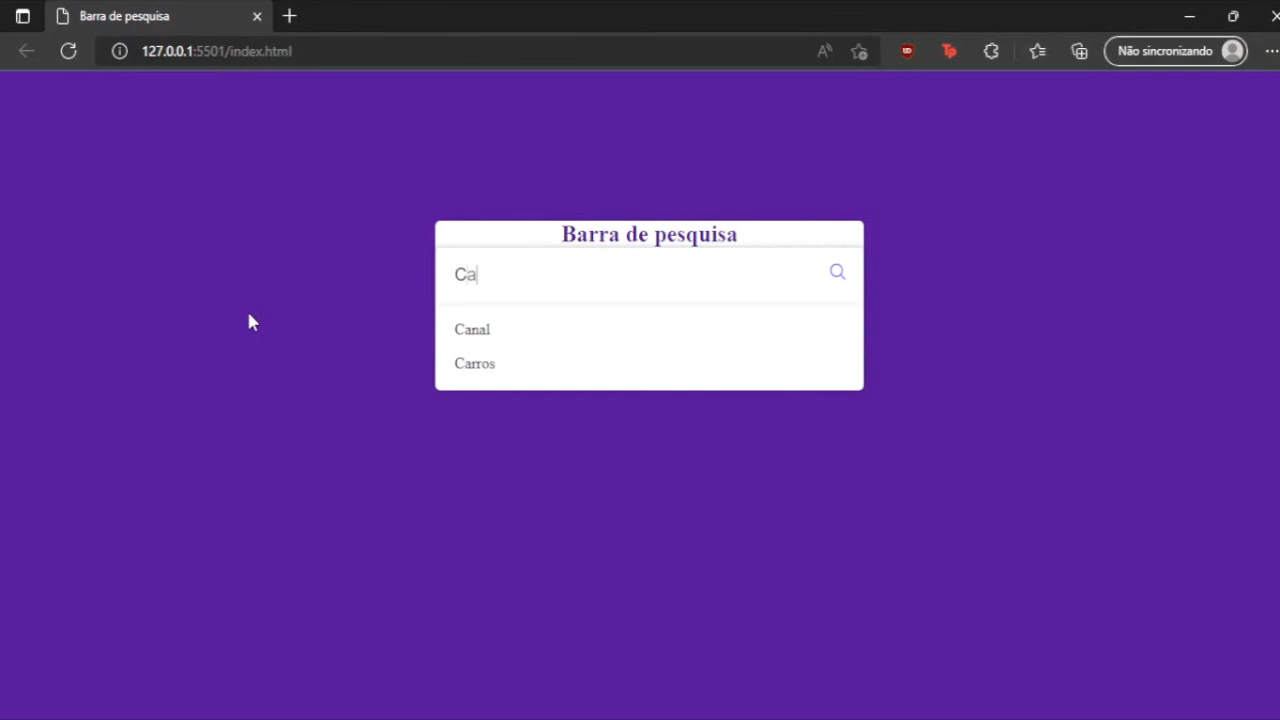 Barra de pesquisa
127.0.0.1:5501/index.html
Não sincronizando
Barra de pesquisa
Ca
Canal
Carros